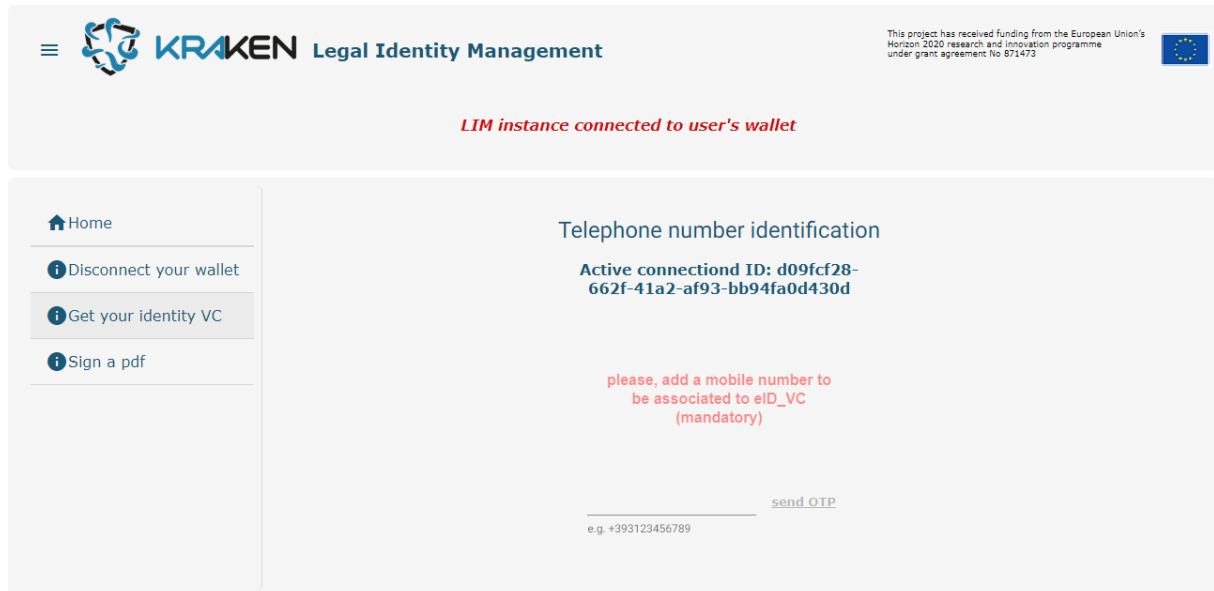 KRAKEN Legal Identity Management
This project has received funding from the European Union's
Horizon 2020 research and innovation programme
under grant agreement No 871473
LIM instance connected to user's wallet
Home
Disconnect your wallet
Get your identity VC
Sign a pdf
Telephone number identification
Active connectiond ID: d09fcf28-
662f-41a2-af93-bb94fa0d430d
please, add a mobile number to
be associated to eID_VC
(mandatory)
send OTP
e.g. +393123456789